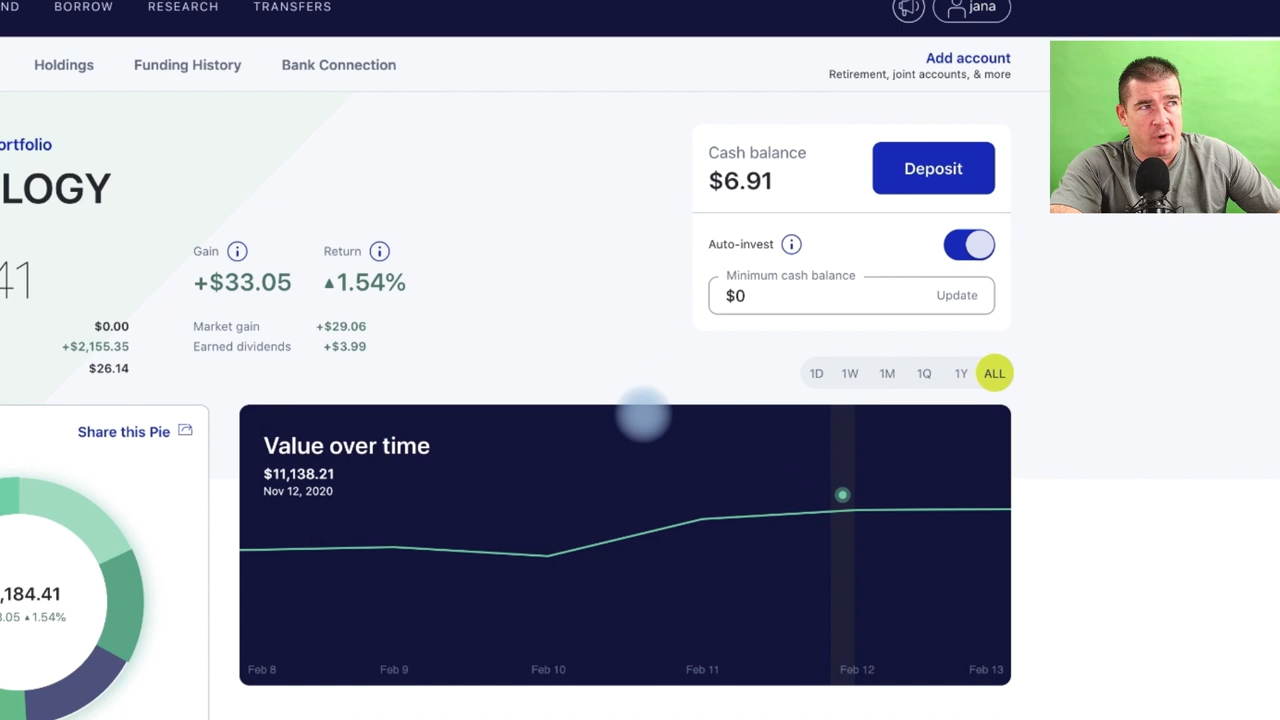 ND BORROW RESEARCH TRANSFERS jana
Holdings Funding History Bank Connection
Add account
Retirement, joint accounts, & more
ortfolio
LOGY
41
$0.00
+$2,155.35
$26.14
Gain Return
+$33.05 ▲1.54%
Market gain +$29.06
Earned dividends +$3.99
Cash balance
$6.91
Deposit
Auto-invest
Minimum cash balance
$0 Update
1D 1W 1M 1Q 1Y ALL
Share this Pie
,184.41
3.05 ▲1.54%
Value over time
$11,138.21
Nov 12, 2020
Feb 8 Feb 9 Feb 10 Feb 11 Feb 12 Feb 13